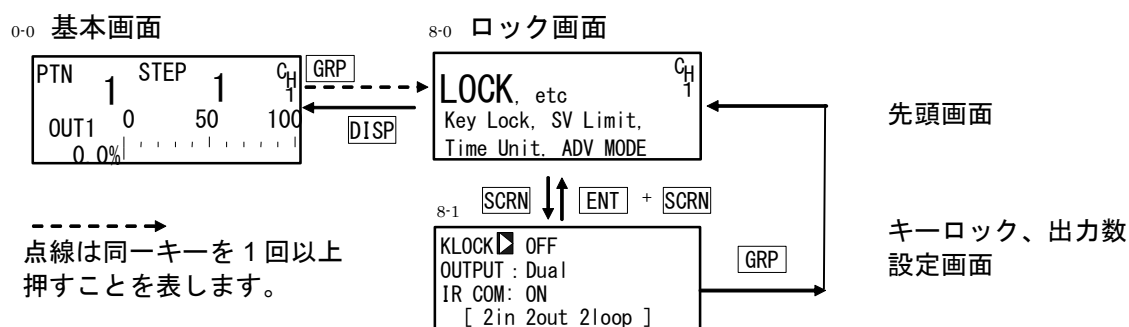 0-0 基本画面
8-0 ロック画面
PTN 1 STEP 1 CH1
OUT1 0 50 100
0.0%
GRP
DISP
LOCK, etc CH1
Key Lock, SV Limit,
Time Unit. ADV MODE
先頭画面
SCRN ENT + SCRN
点線は同一キーを1回以上
押すことを表します。
8-1
KLOCK OFF
OUTPUT : Dual
IR COM: ON
[ 2in 2out 2loop ]
GRP
キーロック、出力数
設定画面